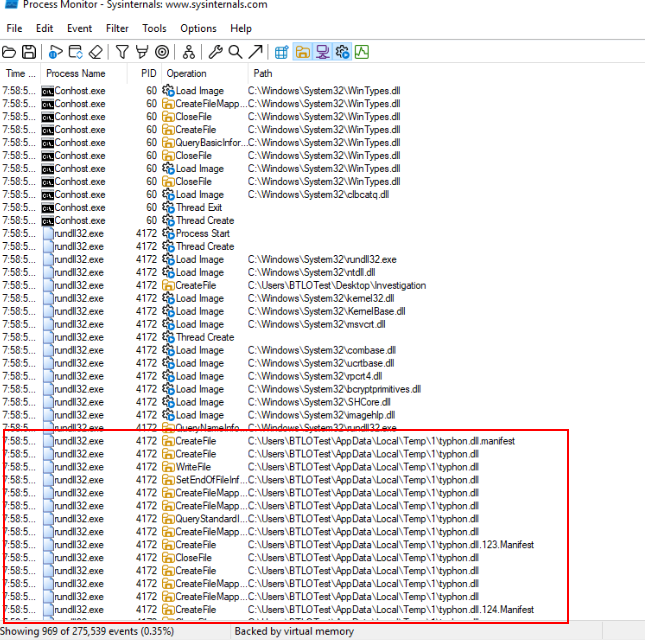 Process Monitor - Sysinternals: www.sysinternals.com
File Edit Event Filter Tools Options Help
Time ... Process Name PID Operation Path
7:58:5... Conhost.exe 60 Load Image C:\Windows\System32\WinTypes.dll
7:58:5... Conhost.exe 60 CreateFileMapp... C:\Windows\System32\WinTypes.dll
7:58:5... Conhost.exe 60 CloseFile C:\Windows\System32\WinTypes.dll
7:58:5... Conhost.exe 60 CreateFile C:\Windows\System32\WinTypes.dll
7:58:5... Conhost.exe 60 QueryBasicInfor... C:\Windows\System32\WinTypes.dll
7:58:5... Conhost.exe 60 CloseFile C:\Windows\System32\WinTypes.dll
7:58:5... Conhost.exe 60 Load Image C:\Windows\System32\WinTypes.dll
7:58:5... Conhost.exe 60 CloseFile C:\Windows\System32\WinTypes.dll
7:58:5... Conhost.exe 60 Load Image C:\Windows\System32\clbcatq.dll
7:58:5... Conhost.exe 60 Thread Exit
7:58:5... Conhost.exe 60 Thread Create
7:58:5... rundll32.exe 4172 Process Start
7:58:5... rundll32.exe 4172 Thread Create
7:58:5... rundll32.exe 4172 Load Image C:\Windows\System32\rundll32.exe
7:58:5... rundll32.exe 4172 Load Image C:\Windows\System32\ntdll.dll
7:58:5... rundll32.exe 4172 CreateFile C:\Users\BTLOTest\Desktop\Investigation
7:58:5... rundll32.exe 4172 Load Image C:\Windows\System32\kernel32.dll
7:58:5... rundll32.exe 4172 Load Image C:\Windows\System32\KernelBase.dll
7:58:5... rundll32.exe 4172 Load Image C:\Windows\System32\msvcrt.dll
7:58:5... rundll32.exe 4172 Thread Create
7:58:5... rundll32.exe 4172 Load Image C:\Windows\System32\combase.dll
7:58:5... rundll32.exe 4172 Load Image C:\Windows\System32\ucrtbase.dll
7:58:5... rundll32.exe 4172 Load Image C:\Windows\System32\rpcrt4.dll
7:58:5... rundll32.exe 4172 Load Image C:\Windows\System32\bcryptprimitives.dll
7:58:5... rundll32.exe 4172 Load Image C:\Windows\System32\SHCore.dll
7:58:5... rundll32.exe 4172 Load Image C:\Windows\System32\imagehlp.dll
7:58:5... rundll32.exe 4172 QueryNameInfo... C:\Windows\System32\rundll32.exe
7:58:5... rundll32.exe 4172 CreateFile C:\Users\BTLOTest\AppData\Local\Temp\1\typhon.dll.manifest
7:58:5... rundll32.exe 4172 CreateFile C:\Users\BTLOTest\AppData\Local\Temp\1\typhon.dll
7:58:5... rundll32.exe 4172 WriteFile C:\Users\BTLOTest\AppData\Local\Temp\1\typhon.dll
7:58:5... rundll32.exe 4172 SetEndOfFileInf... C:\Users\BTLOTest\AppData\Local\Temp\1\typhon.dll
7:58:5... rundll32.exe 4172 CreateFileMapp... C:\Users\BTLOTest\AppData\Local\Temp\1\typhon.dll
7:58:5... rundll32.exe 4172 CreateFileMapp... C:\Users\BTLOTest\AppData\Local\Temp\1\typhon.dll
7:58:5... rundll32.exe 4172 QueryStandardI... C:\Users\BTLOTest\AppData\Local\Temp\1\typhon.dll
7:58:5... rundll32.exe 4172 CreateFileMapp... C:\Users\BTLOTest\AppData\Local\Temp\1\typhon.dll
7:58:5... rundll32.exe 4172 CreateFile C:\Users\BTLOTest\AppData\Local\Temp\1\typhon.dll.123.Manifest
7:58:5... rundll32.exe 4172 CloseFile C:\Users\BTLOTest\AppData\Local\Temp\1\typhon.dll
7:58:5... rundll32.exe 4172 CreateFile C:\Users\BTLOTest\AppData\Local\Temp\1\typhon.dll
7:58:5... rundll32.exe 4172 CreateFileMapp... C:\Users\BTLOTest\AppData\Local\Temp\1\typhon.dll
7:58:5... rundll32.exe 4172 CreateFileMapp... C:\Users\BTLOTest\AppData\Local\Temp\1\typhon.dll
7:58:5... rundll32.exe 4172 CreateFile C:\Users\BTLOTest\AppData\Local\Temp\1\typhon.dll.124.Manifest
Showing 969 of 275,539 events (0.35%) Backed by virtual memory